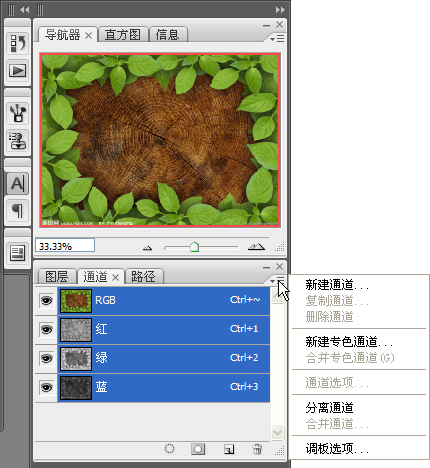 导航器 × 直方图 信息
33.33%
图层 通道 × 路径
RGB Ctrl+~
红 Ctrl+1
绿 Ctrl+2
蓝 Ctrl+3
新建通道...
复制通道...
删除通道
新建专色通道...
合并专色通道(G)
通道选项...
分离通道
合并通道...
调板选项...